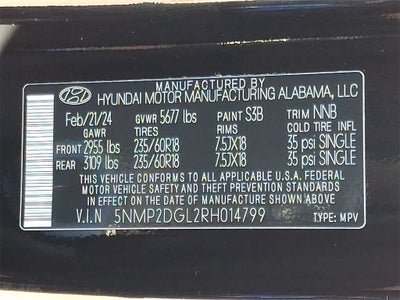 MANUFACTURED BY
HYUNDAI MOTOR MANUFACTURING ALABAMA, LLC
Feb/21/24 GVWR 5677 lbs PAINT S3B TRIM NNB
GAWR TIRES RIMS COLD TIRE INF.
FRONT 2955 lbs 235/60R18 7.5JX18 35 psi SINGLE
REAR 3109 lbs 235/60R18 7.5JX18 35 psi SINGLE
THIS VEHICLE CONFORMS TO ALL APPLICABLE U.S. FEDERAL
MOTOR VEHICLE SAFETY AND THEFT PREVENTION STANDARDS
IN EFFECT ON THE DATE OF MANUFACTURE SHOWN ABOVE.
V.I.N 5NMP2DGL2RH014799 TYPE: MPV